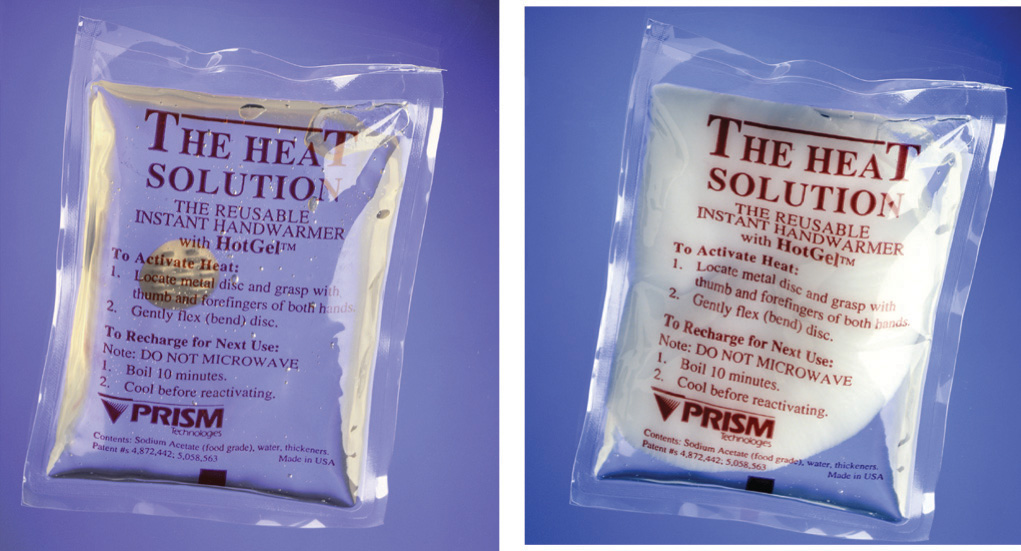 THE HEAT
SOLUTION
THE REUSABLE
INSTANT HANDWARMER
with HotGel™
To Activate Heat:
1. Locate metal disc and grasp with
thumb and forefingers of both hands.
2. Gently flex (bend) disc.
To Recharge for Next Use:
Note: DO NOT MICROWAVE
1. Boil 10 minutes.
2. Cool before reactivating.
PRISM
Technologies
Contents: Sodium Acetate (food grade), water, thickeners.
Patent #s 4,872,442; 5,058,563 Made in USA
THE HEAT
SOLUTION
THE REUSABLE
INSTANT HANDWARMER
with HotGel™
To Activate Heat:
1. Locate metal disc and grasp with
thumb and forefingers of both hands.
2. Gently flex (bend) disc.
To Recharge for Next Use:
Note: DO NOT MICROWAVE
1. Boil 10 minutes.
2. Cool before reactivating.
PRISM
Technologies
Contents: Sodium Acetate (food grade), water, thickeners.
Patent #s 4,872,442; 5,058,563 Made in USA